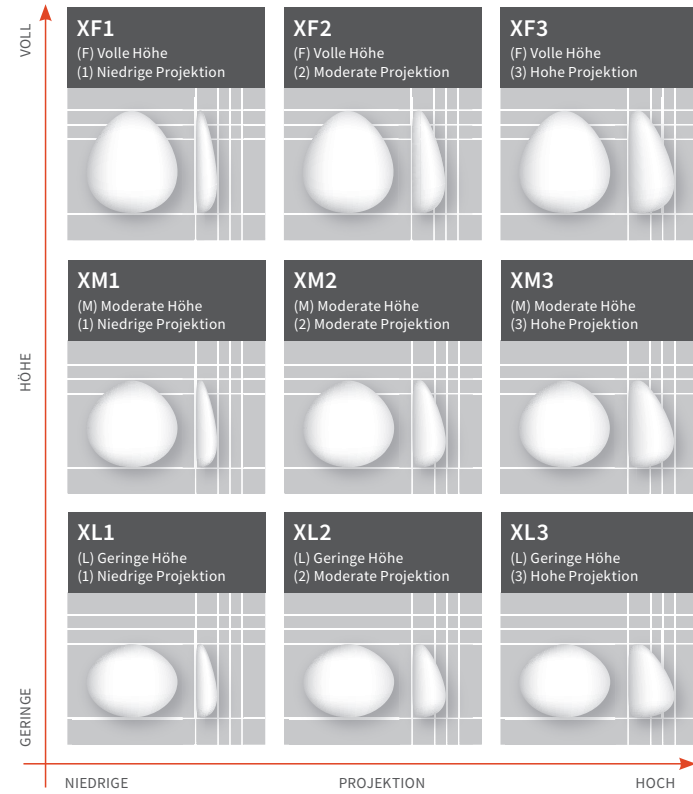 VOLL
XF1
(F) Volle Höhe
(1) Niedrige Projektion
XF2
(F) Volle Höhe
(2) Moderate Projektion
XF3
(F) Volle Höhe
(3) Hohe Projektion
HÖHE
XM1
(M) Moderate Höhe
(1) Niedrige Projektion
XM2
(M) Moderate Höhe
(2) Moderate Projektion
XM3
(M) Moderate Höhe
(3) Hohe Projektion
XL1
(L) Geringe Höhe
(1) Niedrige Projektion
XL2
(L) Geringe Höhe
(2) Moderate Projektion
XL3
(L) Geringe Höhe
(3) Hohe Projektion
GERINGE
NIEDRIGE
PROJEKTION
HOCH